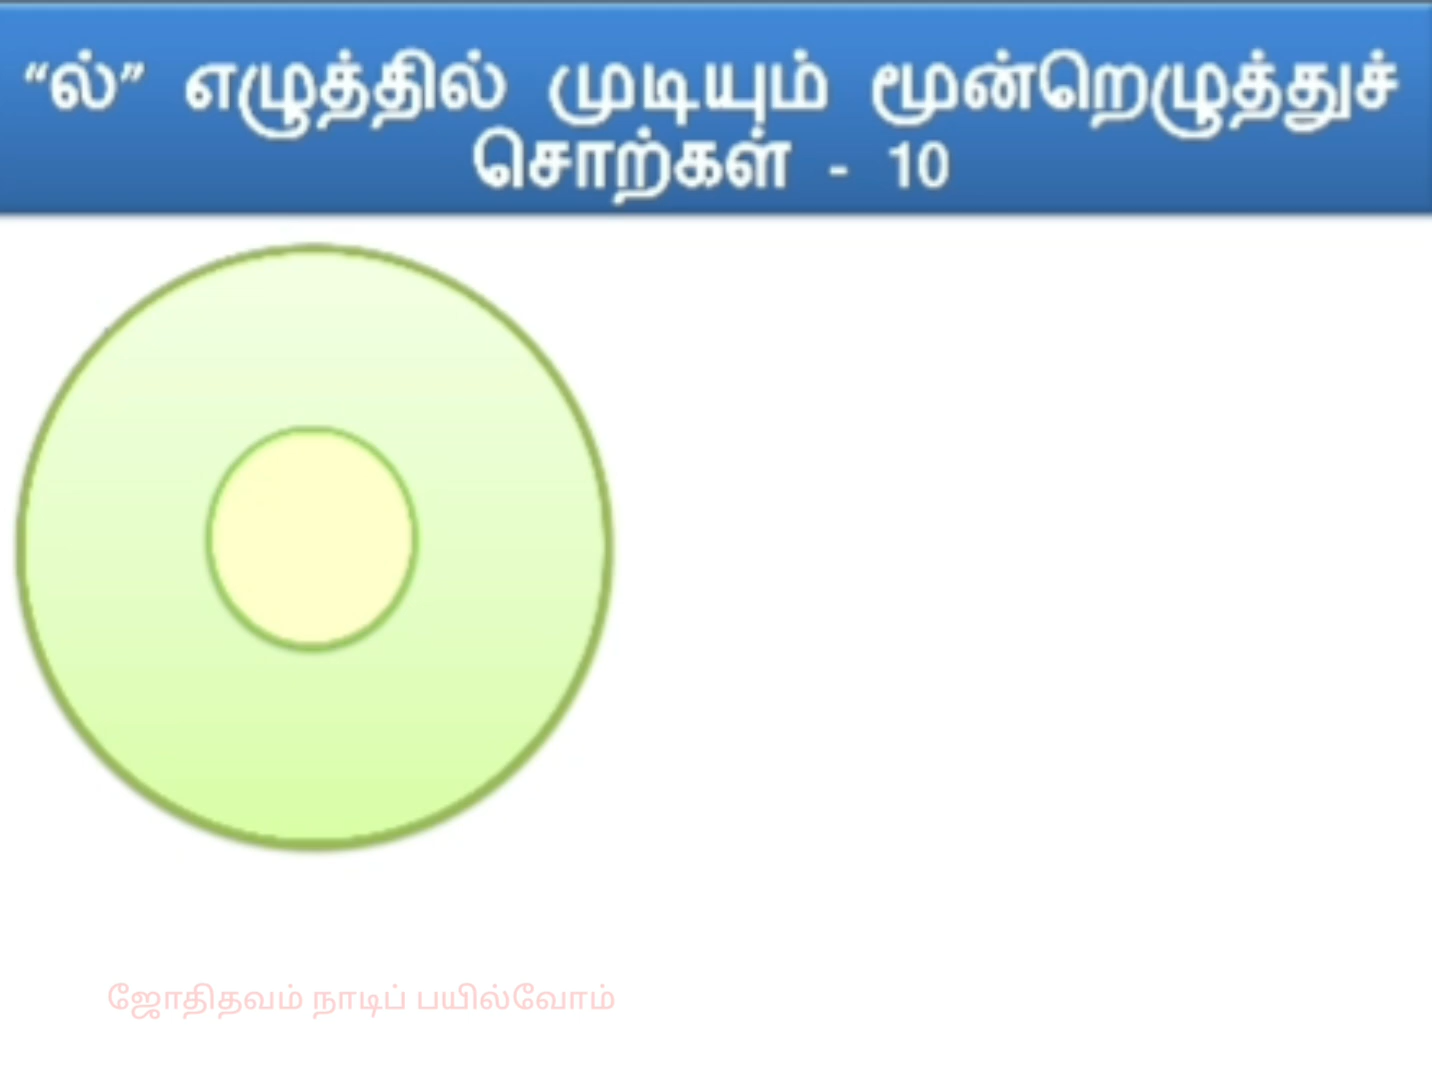 “ல்” எழுத்தில் முடியும் மூன்றெழுத்துச்
சொற்கள் - 10
ஜோதிதவம் நாடிப் பயில்வோம்